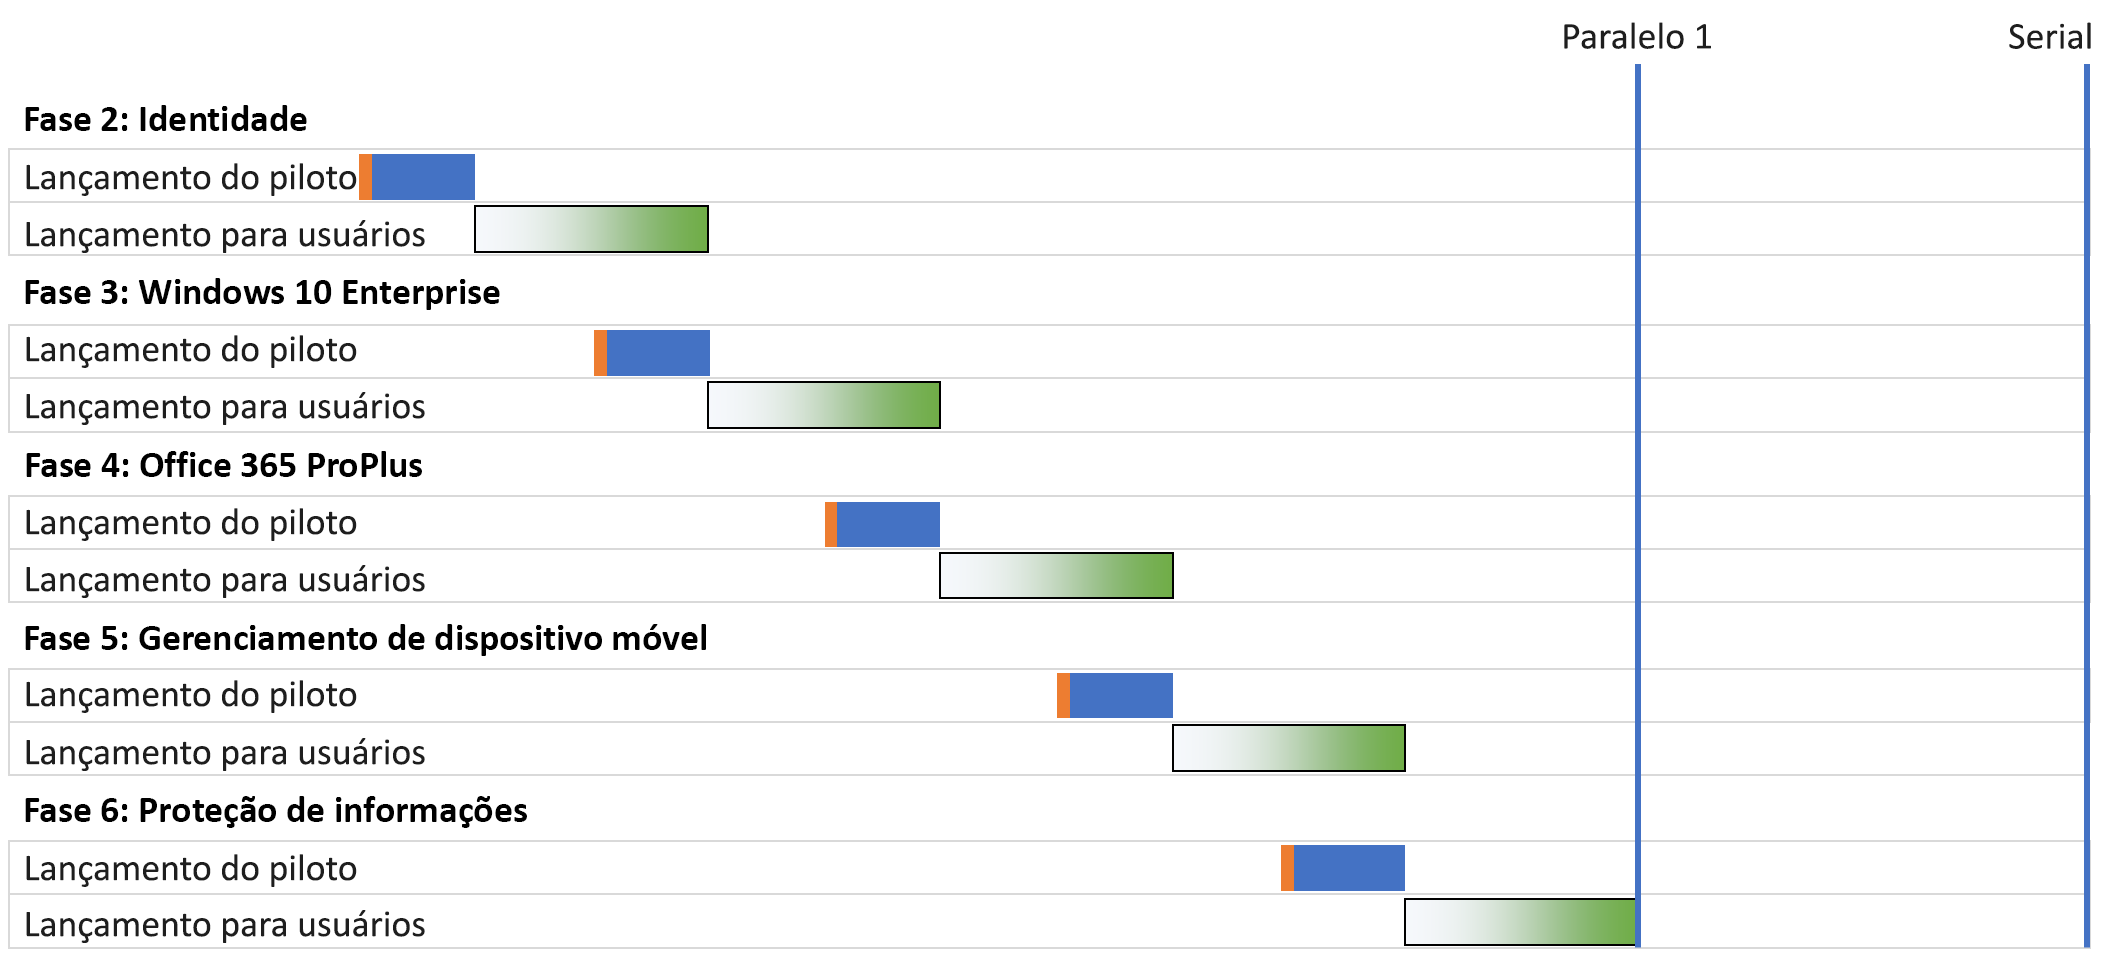 Paralelo 1
Serial
Fase 2: Identidade
Lançamento do piloto
Lançamento para usuários
Fase 3: Windows 10 Enterprise
Lançamento do piloto
Lançamento para usuários
Fase 4: Office 365 ProPlus
Lançamento do piloto
Lançamento para usuários
Fase 5: Gerenciamento de dispositivo móvel
Lançamento do piloto
Lançamento para usuários
Fase 6: Proteção de informações
Lançamento do piloto
Lançamento para usuários